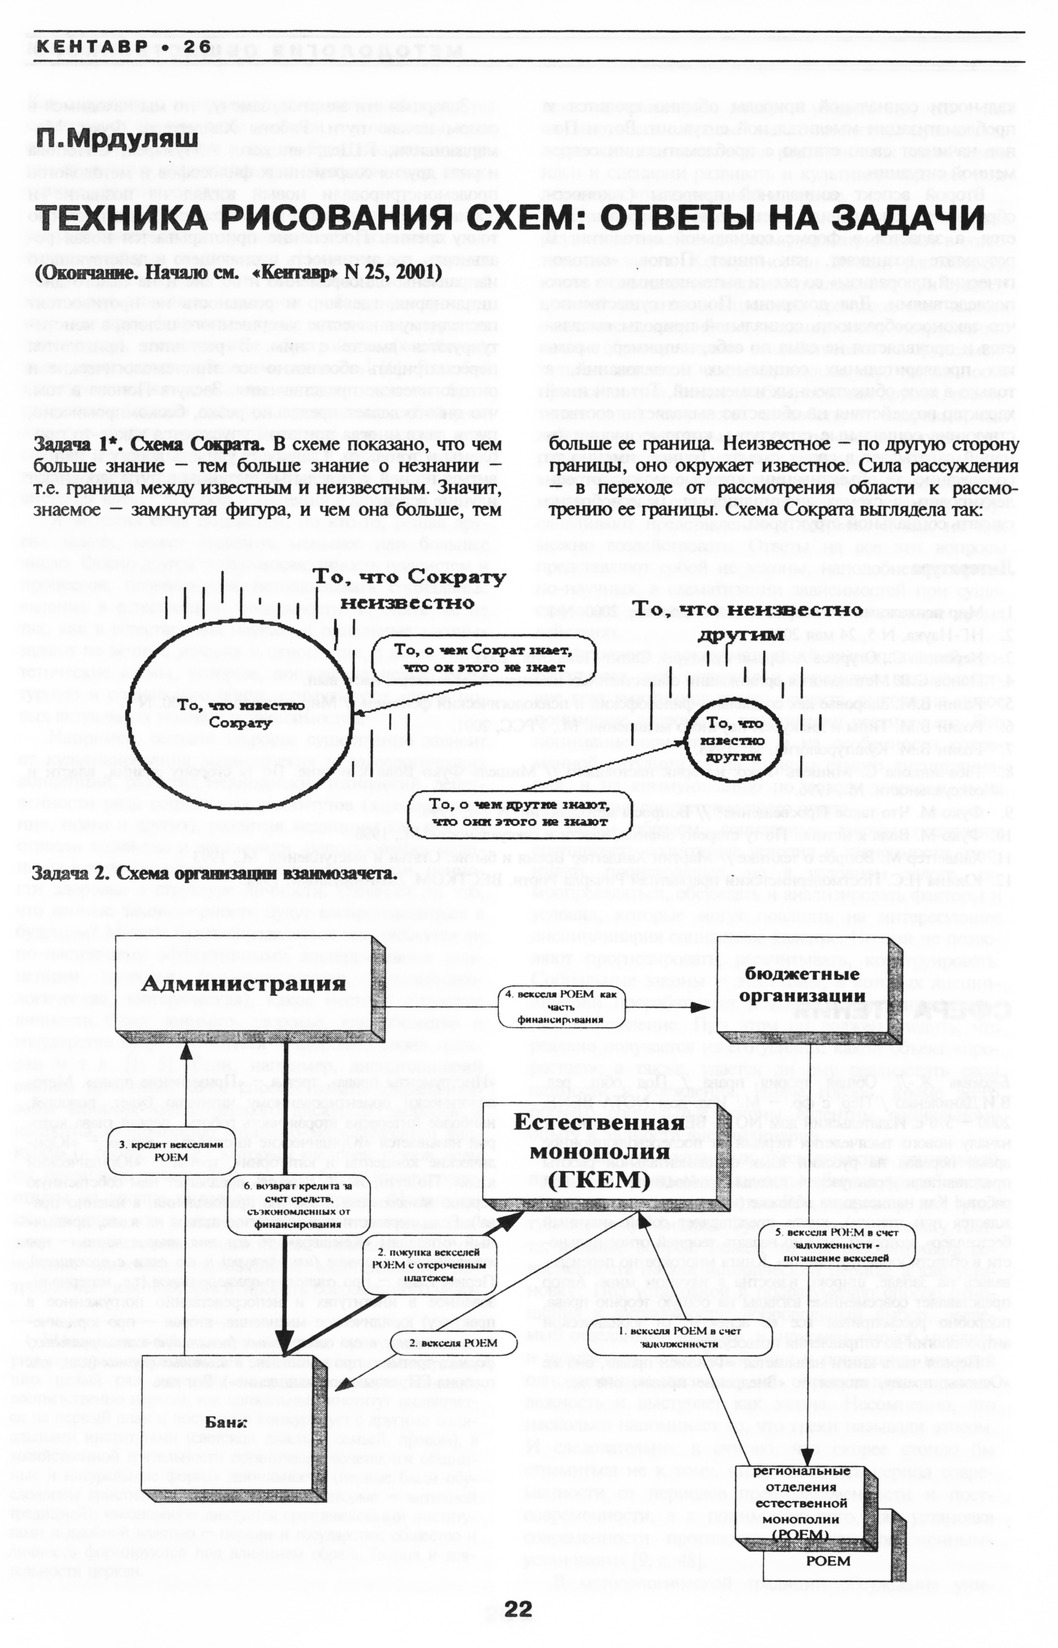 КЕНТАВР • 26
П.Мрдуляш
ТЕХНИКА РИСОВАНИЯ СХЕМ: ОТВЕТЫ НА ЗАДАЧИ
(Окончание. Начало см. «Кентавр» N 25, 2001)
Задача 1*. Схема Сократа. В схеме показано, что чем
больше знание — тем больше знание о незнании —
т.е. граница между известным и неизвестным. Значит,
знаемое — замкнутая фигура, и чем она больше, тем
больше ее граница. Неизвестное — по другую сторону
границы, оно окружает известное. Сила рассуждения
— в переходе от рассмотрения области к рассмо-
трению ее границы. Схема Сократа выглядела так:
То, что Сократу
неизвестно
То, что неизвестно
другим
То, о чем Сократ знает,
что он этого не знает
То, что известно
Сократу
То, что
известно
другим
То, о чем другие знают,
что они этого не знают
Задача 2. Схема организации взаимозачета.
Администрация
бюджетные
организации
4. векселя РОЕМ как
часть
финансирования
Естественная
монополия
(ГКЕМ)
3. кредит векселями
РОЕМ
6. возврат кредита за
счет средств,
съэкономленных от
финансирования
2. покупка векселей
РОЕМ с отсроченным
платежем
5. векселя РОЕМ в счет
задолженности -
погашение векселей
1. векселя РОЕМ в счет
задолженности
2. векселя РОЕМ
Банк
региональные
отделения
естественной
монополии
(РОЕМ)
РОЕМ
22